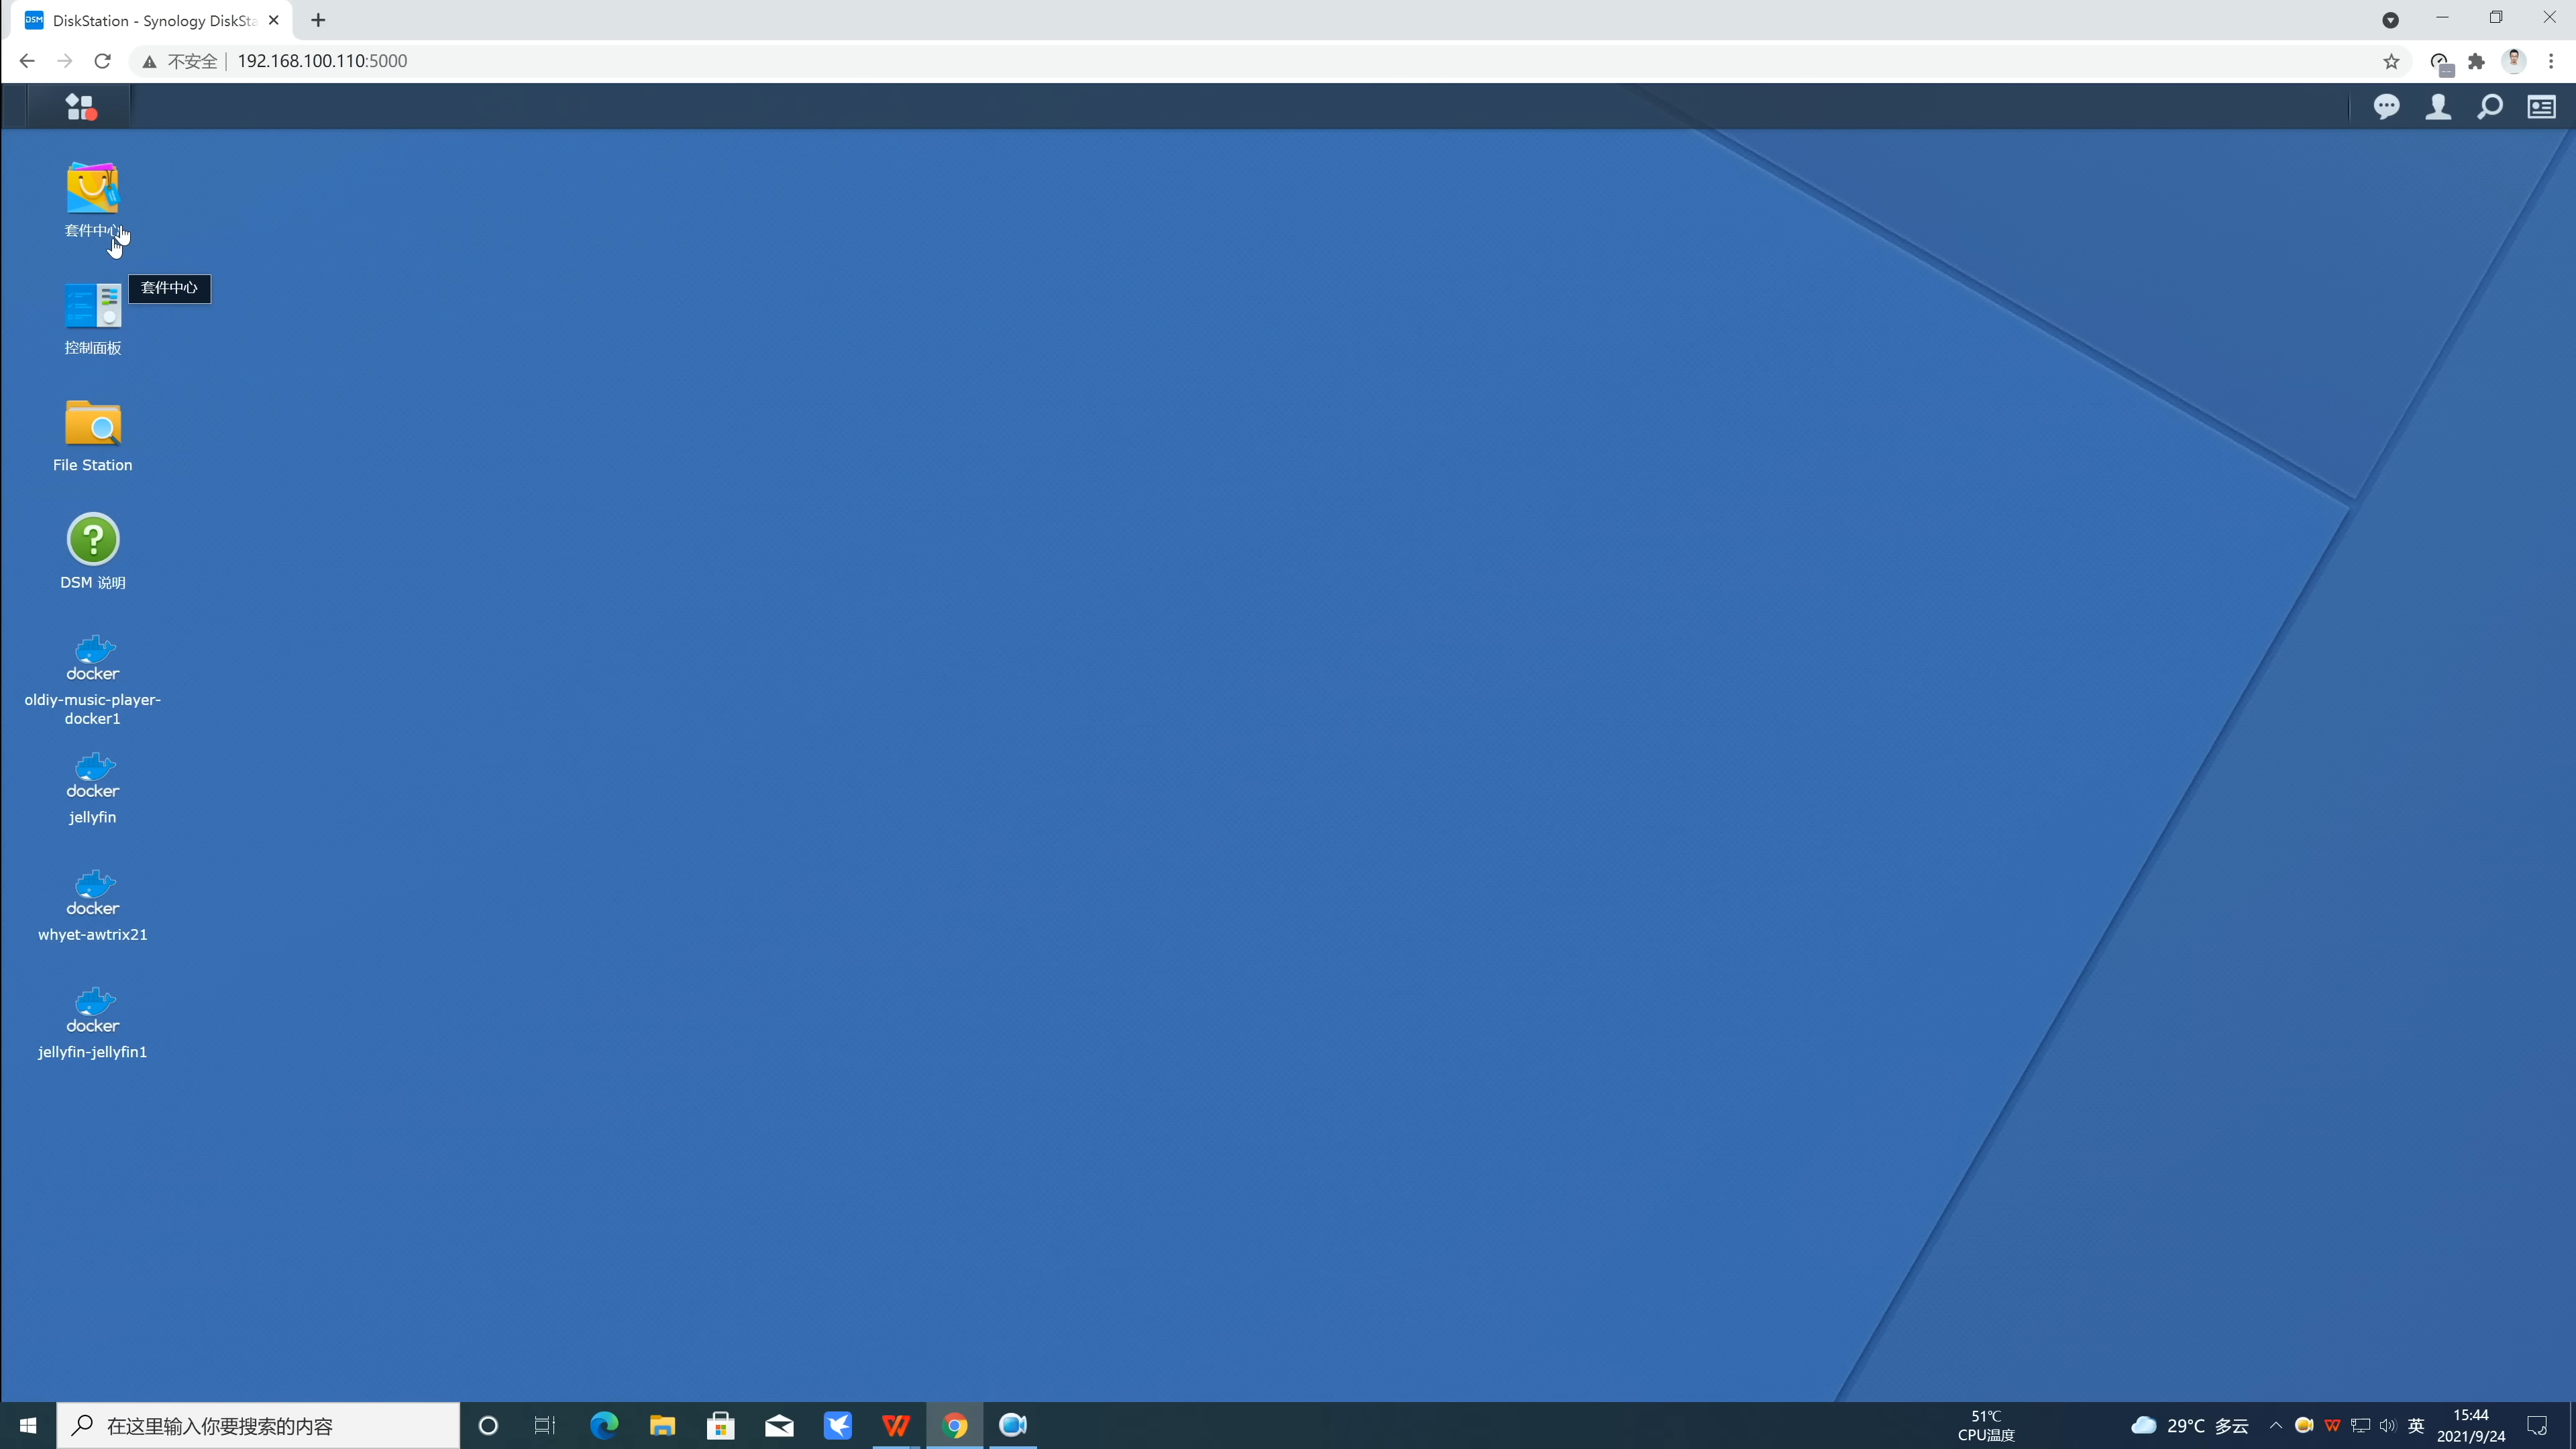 DSM
DiskStation - Synology DiskSta
不安全
192.168.100.110:5000
套件中心
套件中心
控制面板
File Station
DSM 说明
docker
oldiy-music-player-
docker1
docker
jellyfin
docker
whyet-awtrix21
docker
jellyfin-jellyfin1
在这里输入你要搜索的内容
51℃
CPU温度
29℃ 多云
英
15:44
2021/9/24